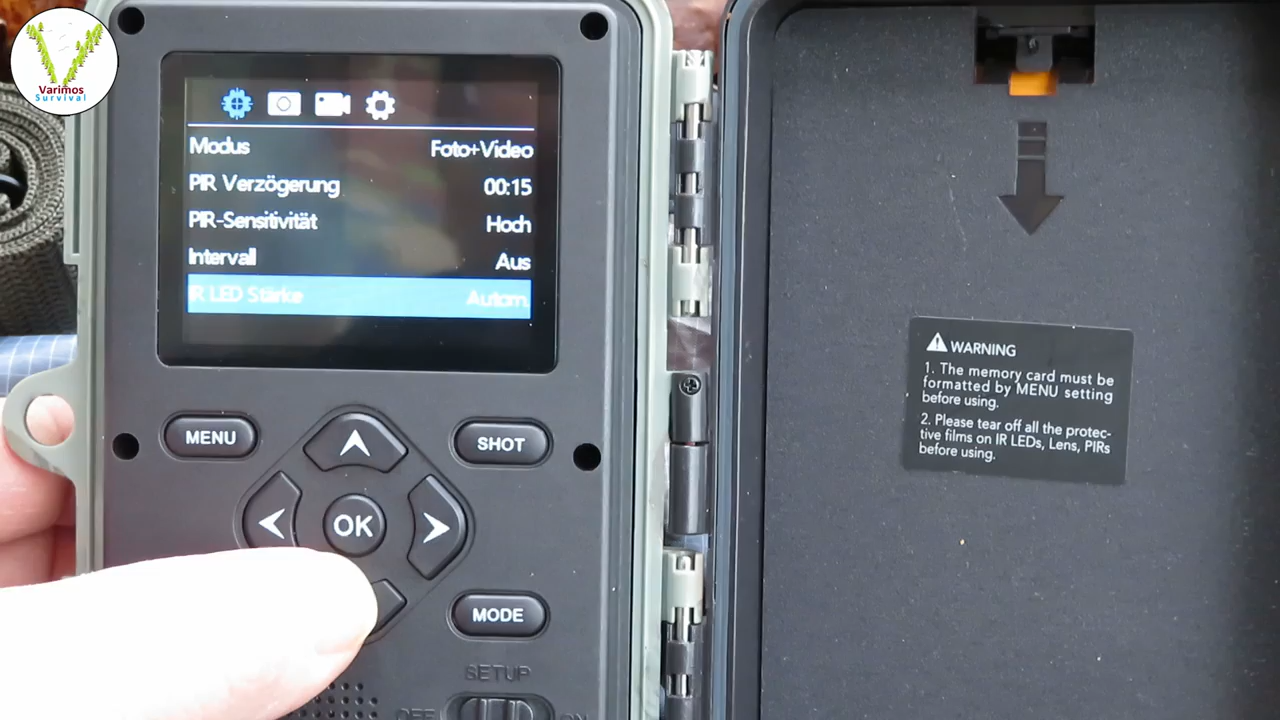 Varimos
Survival
Modus Foto+Video
PIR Verzögerung 00:15
PIR-Sensitivität Hoch
Intervall Aus
IR LED Stärke Autom.
MENU
SHOT
OK
MODE
SETUP
OFF
ON
WARNING
1. The memory card must be
formatted by MENU setting
before using.
2. Please tear off all the protec-
tive films on IR LEDs, Lens, PIRs
before using.